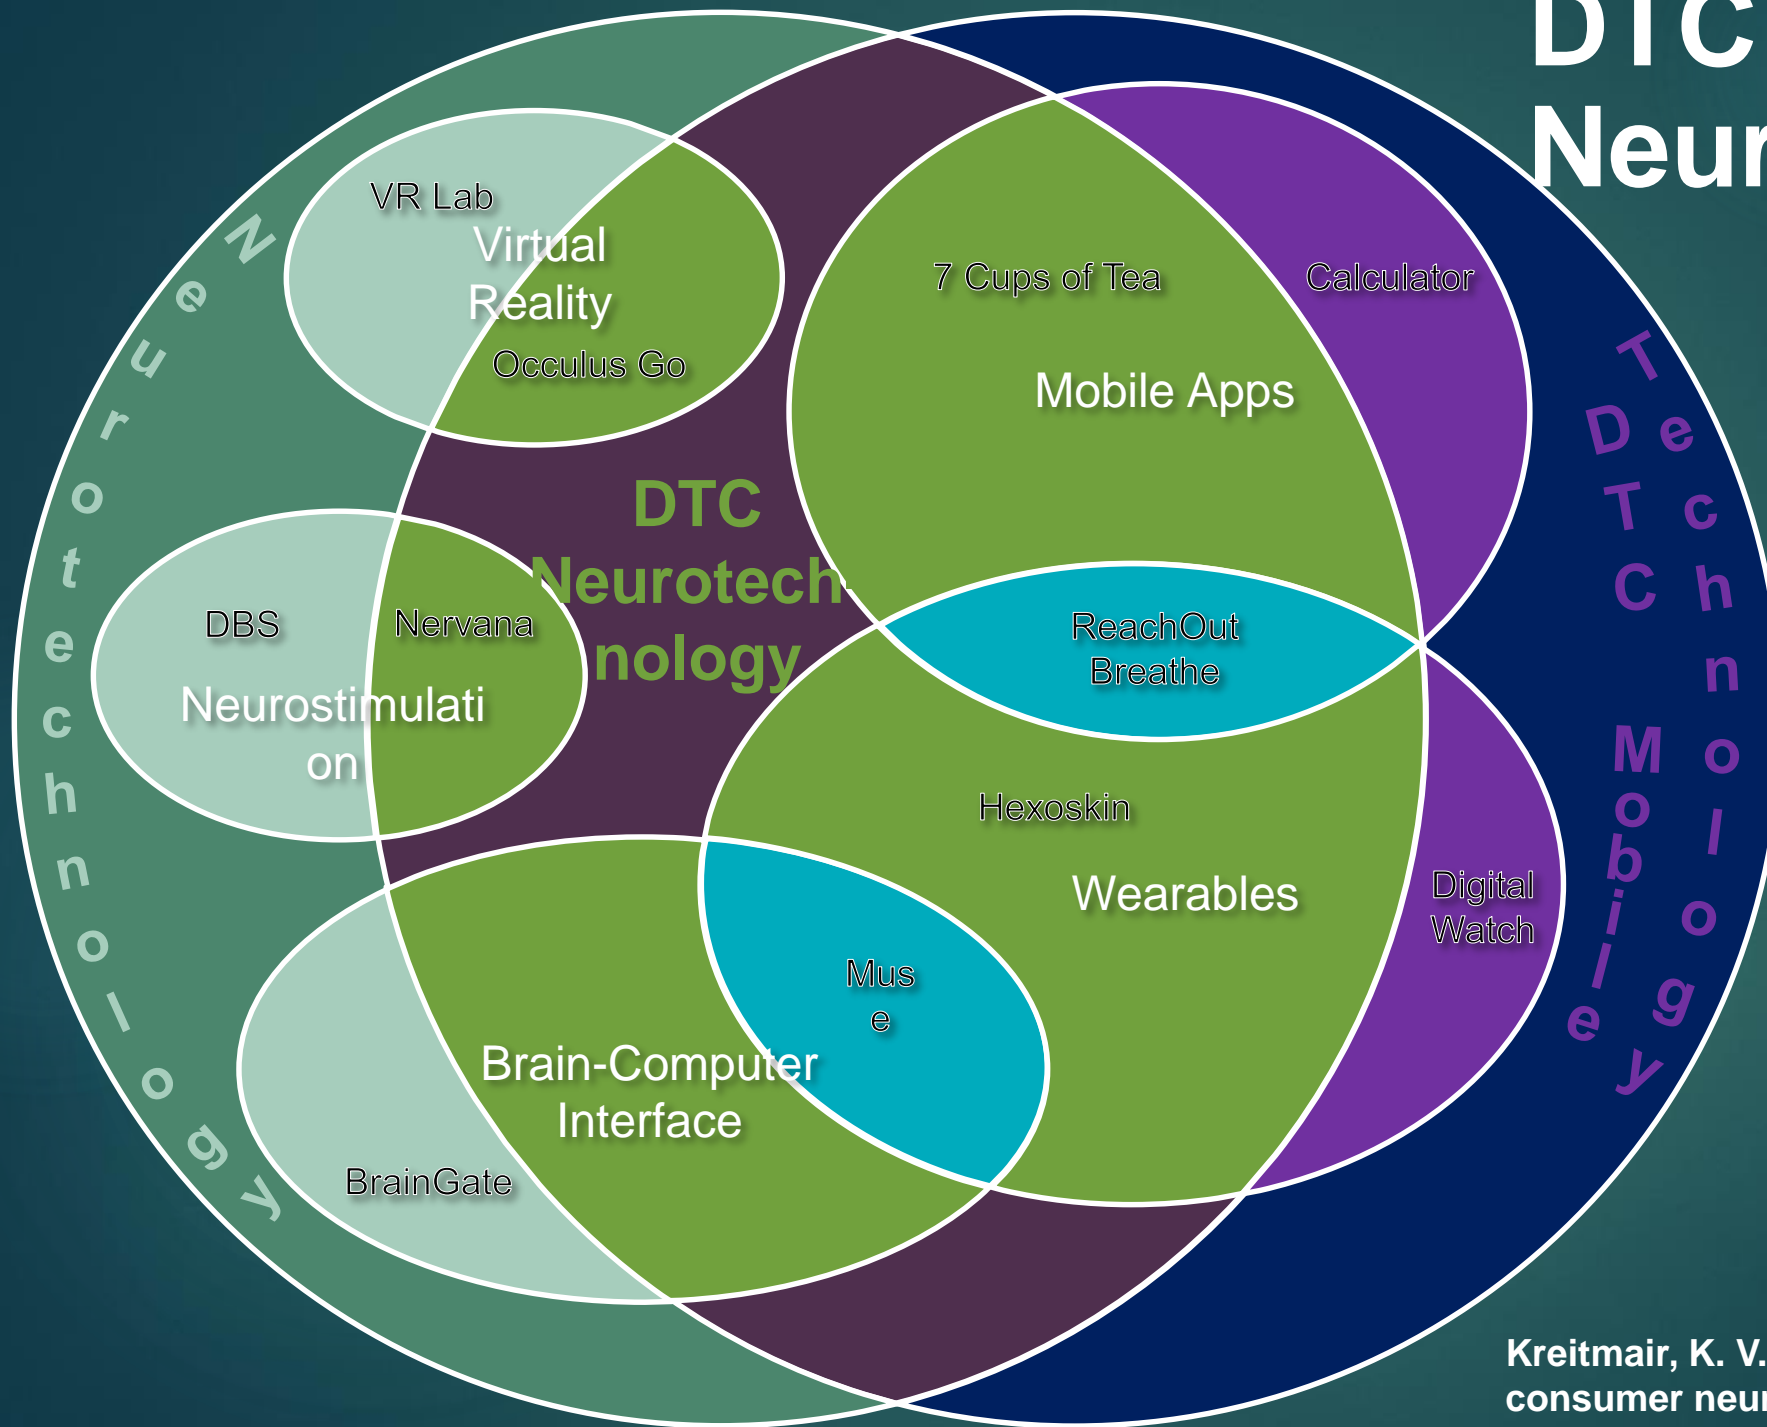 DTC
Neur
Neurotechnology
VR Lab
Virtual
Reality
Occulus Go
7 Cups of Tea
Calculator
Mobile Apps
DTC
Neurotech
nology
DBS
Nervana
Neurostimulati
on
ReachOut
Breathe
Hexoskin
Wearables
Digital
Watch
Mus
e
Brain-Computer
Interface
BrainGate
DTC Mobile
Technology
Kreitmair, K. V.
consumer neur